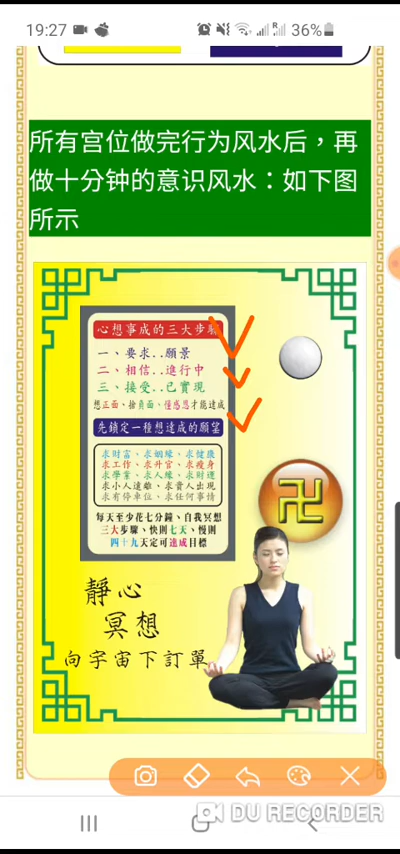 19:27
36%
所有宫位做完行为风水后，再
做十分钟的意识风水：如下图
所示
心想事成的三大步驟
一、要求..願景
二、相信..進行中
三、接受..已實現
想正面、捨負面、懂感恩才能達成
先鎖定一種想達成的願望
求財富、求姻緣、求健康
求工作、求升官、求瘦身
求學業、求人緣、求財運
求小人遠離、求貴人出現
求有停車位、求任何事情
每天至少花七分鐘、自我冥想
三大步驟、快則七天、慢則
四十九天定可達成目標
卍
靜心
冥想
向宇宙下訂單
DU RECORDER